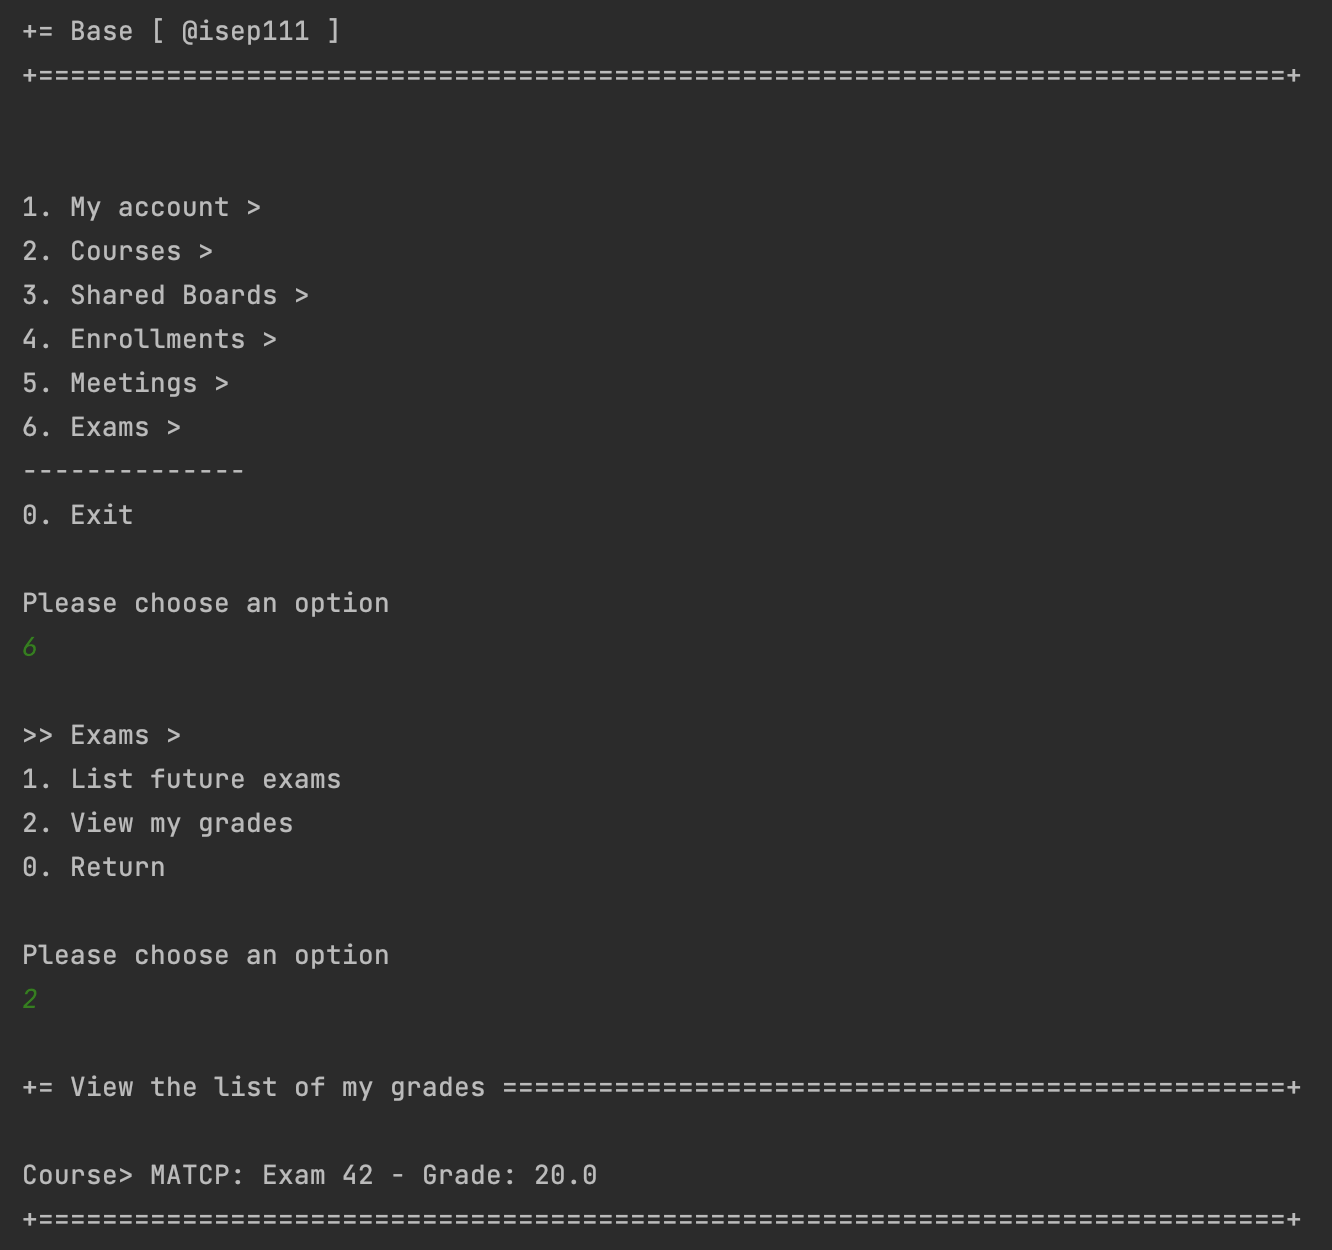 += Base [ @isep111 ]
+==============================================================================+
1. My account >
2. Courses >
3. Shared Boards >
4. Enrollments >
5. Meetings >
6. Exams >
--------------
0. Exit
Please choose an option
6
>> Exams >
1. List future exams
2. View my grades
0. Return
Please choose an option
2
+= View the list of my grades =================================================+
Course> MATCP: Exam 42 - Grade: 20.0
+==============================================================================+